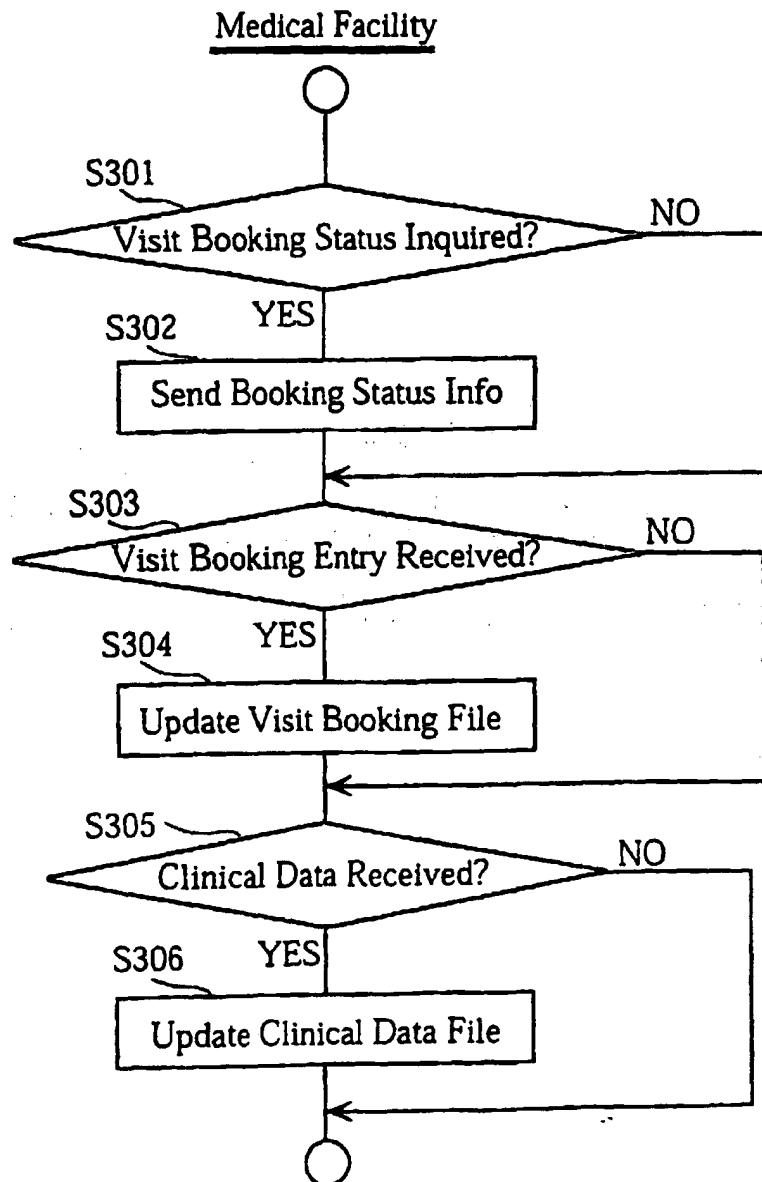 Medical Facility
S301
Visit Booking Status Inquired?
NO
YES
S302
Send Booking Status Info
S303
Visit Booking Entry Received?
NO
YES
S304
Update Visit Booking File
S305
Clinical Data Received?
NO
YES
S306
Update Clinical Data File